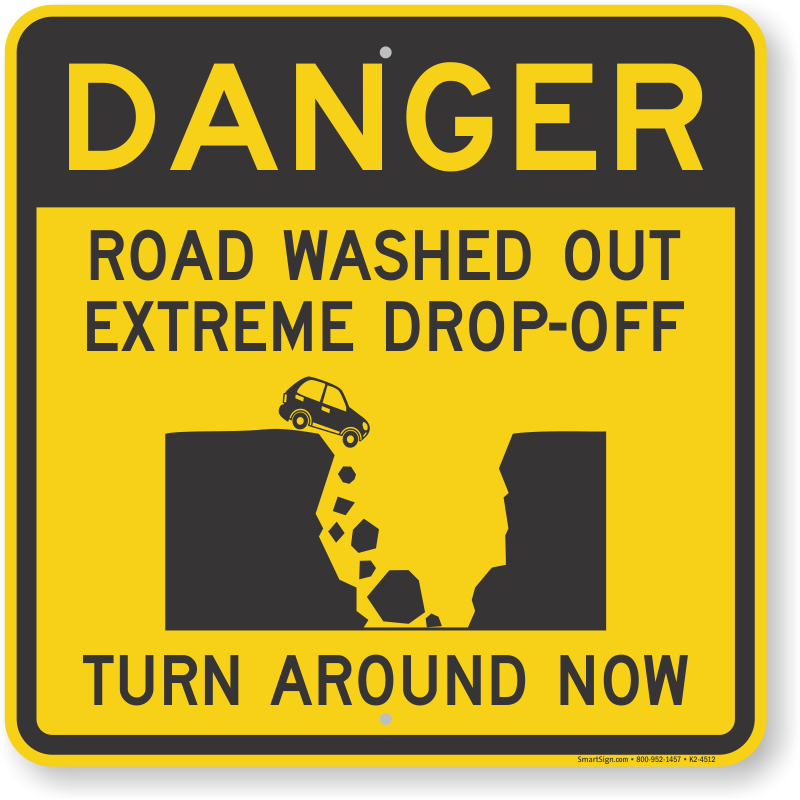 DANGER
ROAD WASHED OUT
EXTREME DROP-OFF
TURN AROUND NOW
SmartSign.com • 800-952-1457 • K2-4512